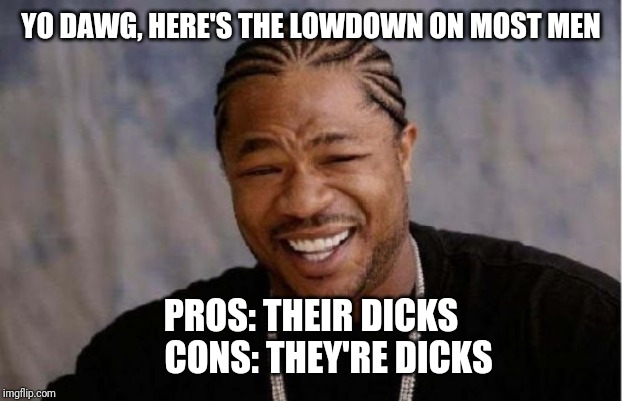 YO DAWG, HERE'S THE LOWDOWN ON MOST MEN
PROS: THEIR DICKS
CONS: THEY'RE DICKS
imgflip.com